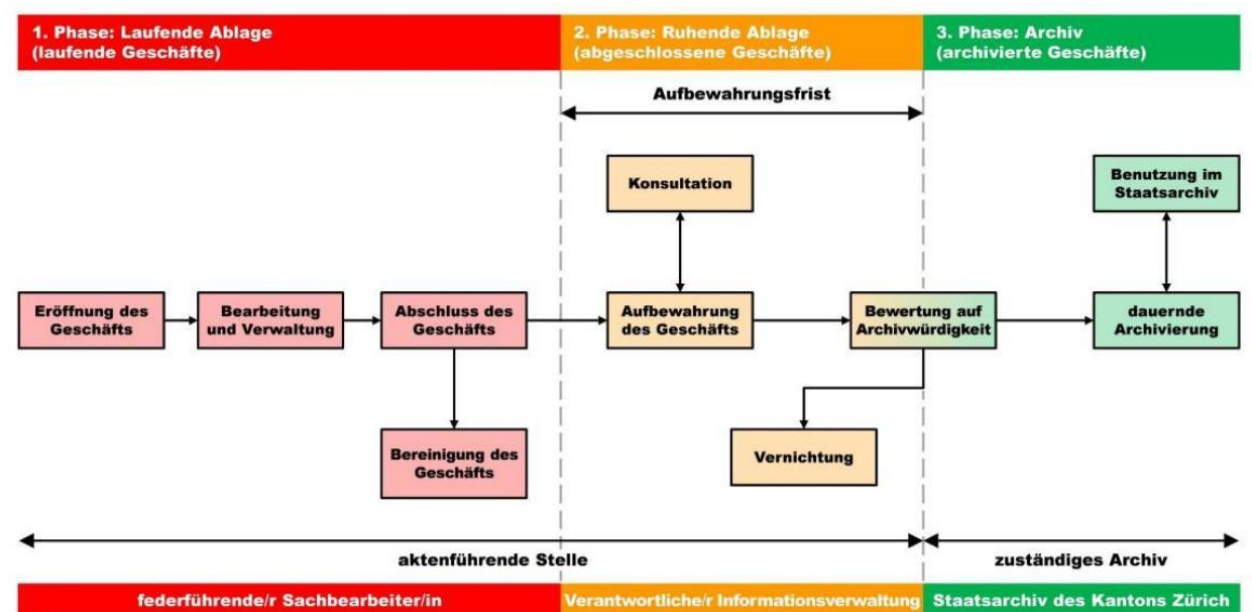 1. Phase: Laufende Ablage
(laufende Geschäfte)
2. Phase: Ruhende Ablage
(abgeschlossene Geschäfte)
3. Phase: Archiv
(archivierte Geschäfte)
Aufbewahrungsfrist
Konsultation
Benutzung im
Staatsarchiv
Eröffnung des
Geschäfts
Bearbeitung
und Verwaltung
Abschluss des
Geschäfts
Aufbewahrung
des Geschäfts
Bewertung auf
Archivwürdigkeit
dauernde
Archivierung
Bereinigung des
Geschäfts
Vernichtung
aktenführende Stelle
zuständiges Archiv
federführende/r Sachbearbeiter/in
Verantwortliche/r Informationsverwaltung
Staatsarchiv des Kantons Zürich